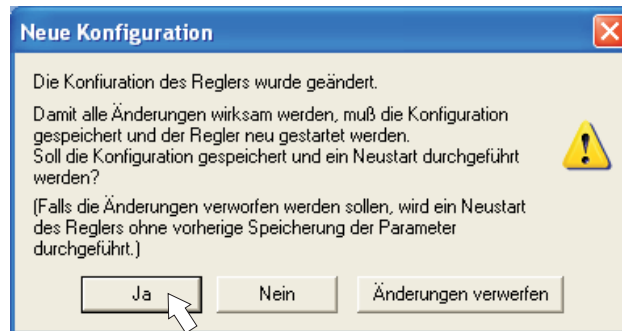 Neue Konfiguration
Die Konfiuration des Reglers wurde geändert.
Damit alle Änderungen wirksam werden, muß die Konfiguration
gespeichert und der Regler neu gestartet werden.
Soll die Konfiguration gespeichert und ein Neustart durchgeführt
werden?
(Falls die Änderungen verworfen werden sollen, wird ein Neustart
des Reglers ohne vorherige Speicherung der Parameter
durchgeführt.)
Ja Nein Änderungen verwerfen